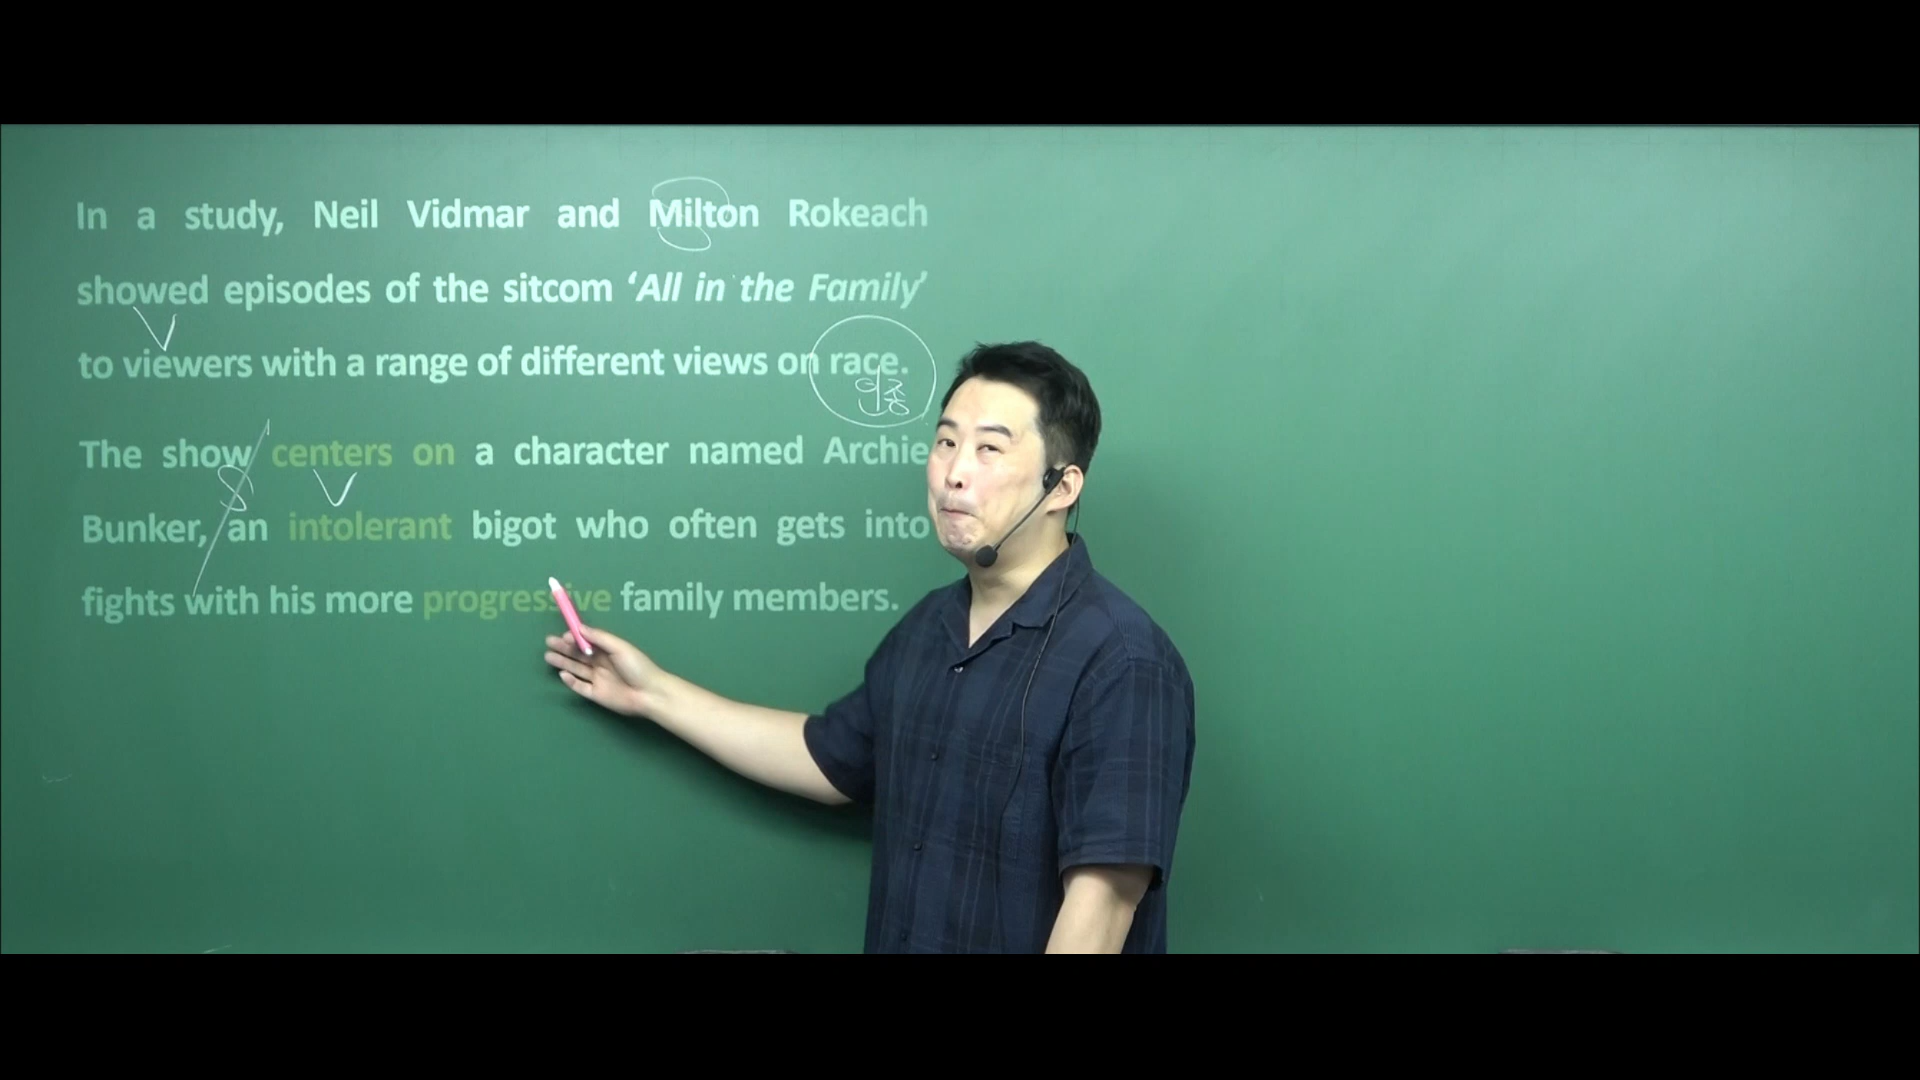 In a study, Neil Vidmar and Milton Rokeach
showed episodes of the sitcom ‘All in the Family’
V
to viewers with a range of different views on race.
인종
The show centers on a character named Archie
S V
Bunker, an intolerant bigot who often gets into
fights with his more progressive family members.